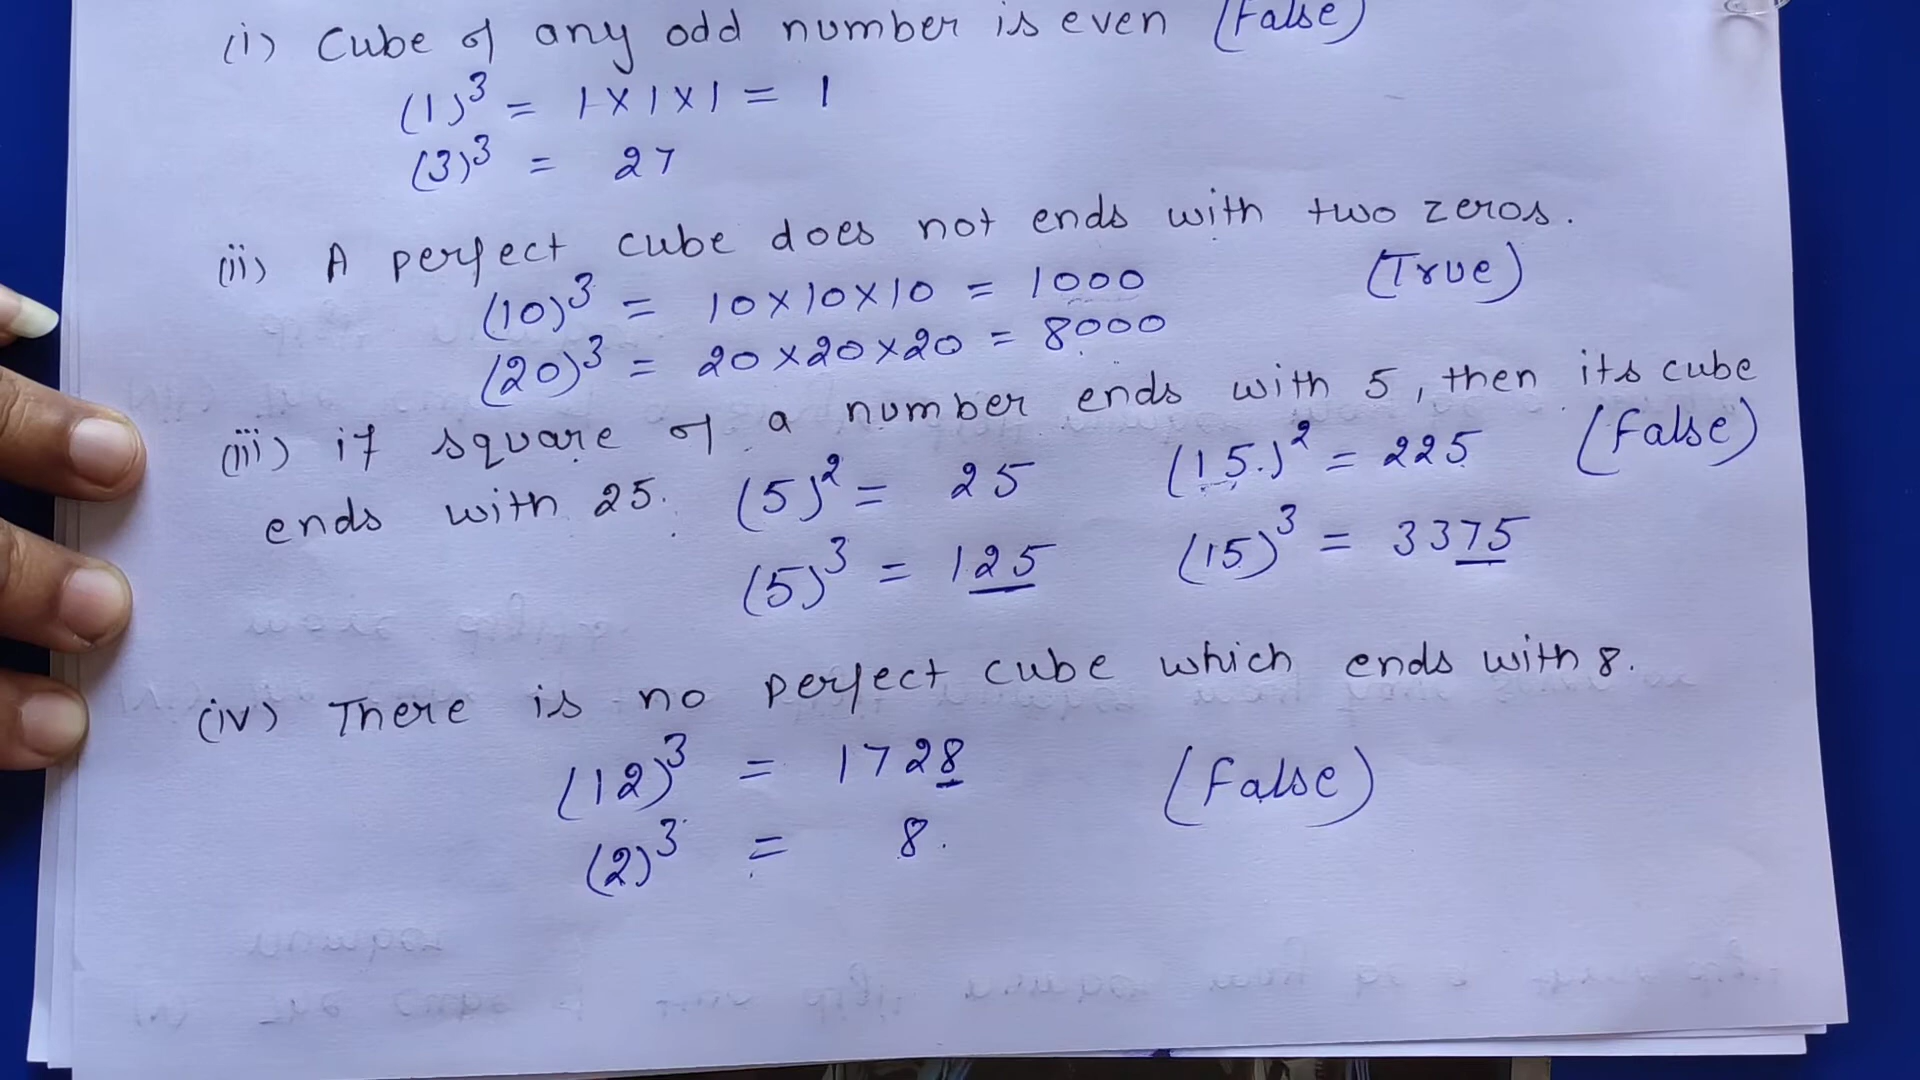 (i) Cube of any odd number is even (False)
(1)³ = 1×1×1 = 1
(3)³ = 27
(ii) A perfect cube does not ends with two zeros.
(10)³ = 10×10×10 = 1000 (True)
(20)³ = 20×20×20 = 8000
(iii) if square of a number ends with 5, then its cube
ends with 25. (5)² = 25 (15)² = 225 (False)
(5)³ = 125 (15)³ = 3375
(iv) There is no perfect cube which ends with 8.
(12)³ = 1728 (False)
(2)³ = 8.